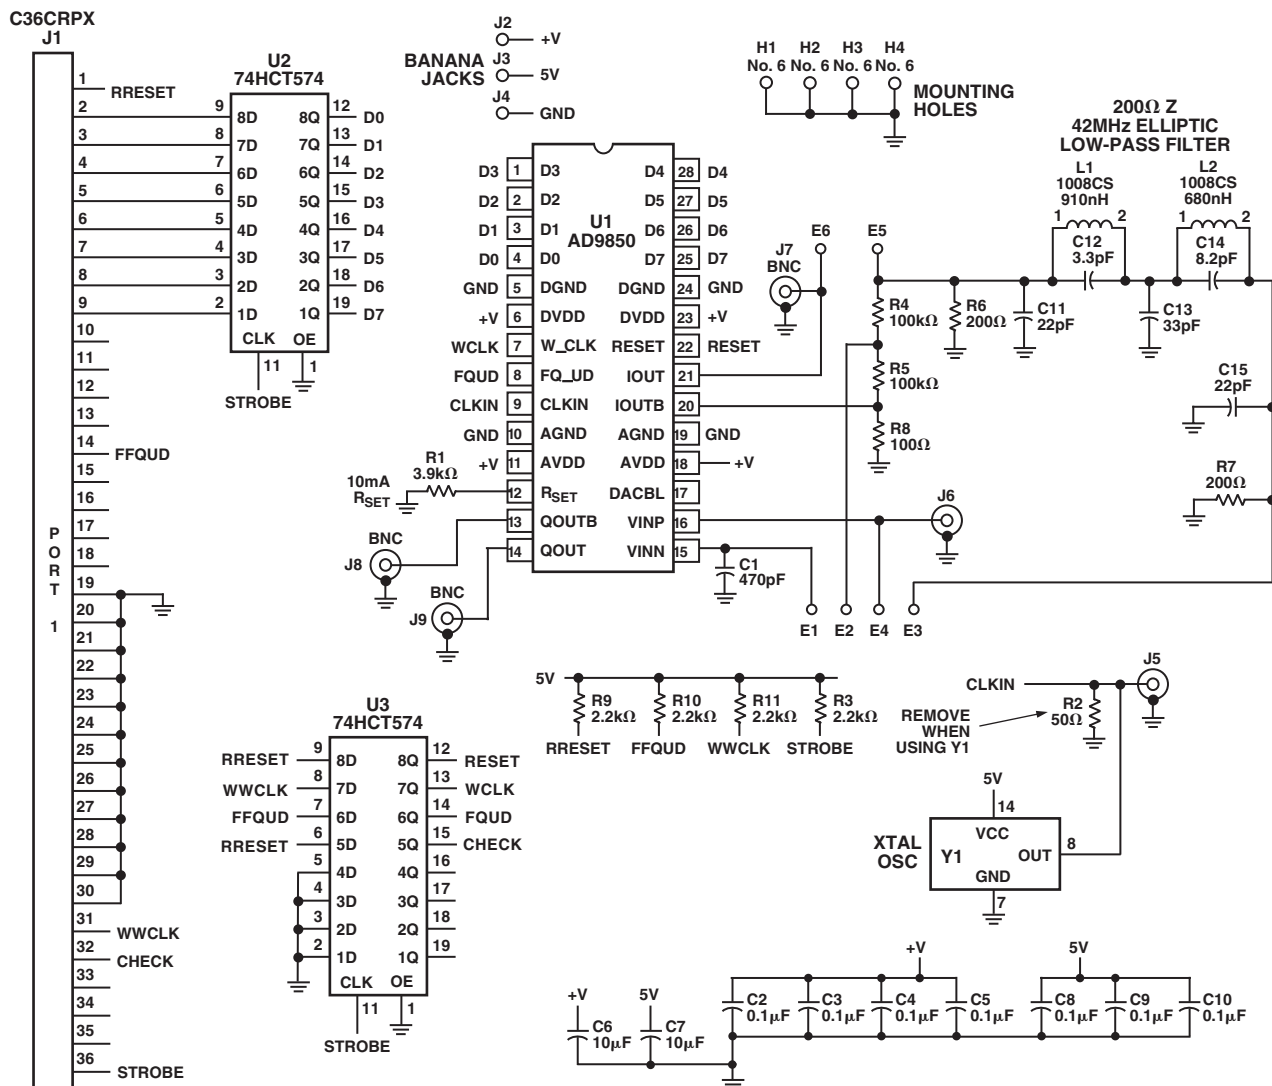 C36CRPX
J1
PORT 1
1
RRESET
2
3
4
5
6
7
8
9
10
11
12
13
14
FFQUD
15
16
17
18
19
20
21
22
23
24
25
26
27
28
29
30
31
WWCLK
32
CHECK
33
34
35
36
STROBE
U2
74HCT574
9 8D 8Q 12 D0
8 7D 7Q 13 D1
7 6D 6Q 14 D2
6 5D 5Q 15 D3
5 4D 4Q 16 D4
4 3D 3Q 17 D5
3 2D 2Q 18 D6
2 1D 1Q 19 D7
CLK OE
11 1
STROBE
J2
+V
BANANA
JACKS
J3
5V
J4
GND
H1 H2 H3 H4
No. 6 No. 6 No. 6 No. 6
MOUNTING
HOLES
U1
AD9850
D3 1 D3 D4 28 D4
D2 2 D2 D5 27 D5
D1 3 D1 D6 26 D6
D0 4 D0 D7 25 D7
GND 5 DGND DGND 24 GND
+V 6 DVDD DVDD 23 +V
WCLK 7 W_CLK RESET 22 RESET
FQUD 8 FQ_UD IOUT 21
CLKIN 9 CLKIN IOUTB 20
GND 10 AGND AGND 19 GND
+V 11 AVDD AVDD 18 +V
12 RSET DACBL 17
13 QOUTB VINP 16
14 QOUT VINN 15
R1
3.9kΩ
10mA
RSET
BNC
J8
BNC
J9
J7
BNC
E6
E5
R4
100kΩ
R5
100kΩ
R8
100Ω
R6
200Ω
C11
22pF
200Ω Z
42MHz ELLIPTIC
LOW-PASS FILTER
L1
1008CS
910nH
1 2
C12
3.3pF
L2
1008CS
680nH
1 2
C14
8.2pF
C13
33pF
C15
22pF
R7
200Ω
J6
C1
470pF
E1 E2 E4 E3
U3
74HCT574
RRESET 9 8D 8Q 12 RESET
WWCLK 8 7D 7Q 13 WCLK
FFQUD 7 6D 6Q 14 FQUD
RRESET 6 5D 5Q 15 CHECK
5 4D 4Q 16
4 3D 3Q 17
3 2D 2Q 18
2 1D 1Q 19
CLK OE
11 1
STROBE
5V
R9
2.2kΩ
RRESET
R10
2.2kΩ
FFQUD
R11
2.2kΩ
WWCLK
R3
2.2kΩ
STROBE
CLKIN
J5
R2
50Ω
REMOVE
WHEN
USING Y1
5V
14
VCC
XTAL
OSC
Y1
OUT
8
GND
7
+V
C6
10µF
5V
C7
10µF
+V
C2
0.1µF
C3
0.1µF
C4
0.1µF
C5
0.1µF
5V
C8
0.1µF
C9
0.1µF
C10
0.1µF